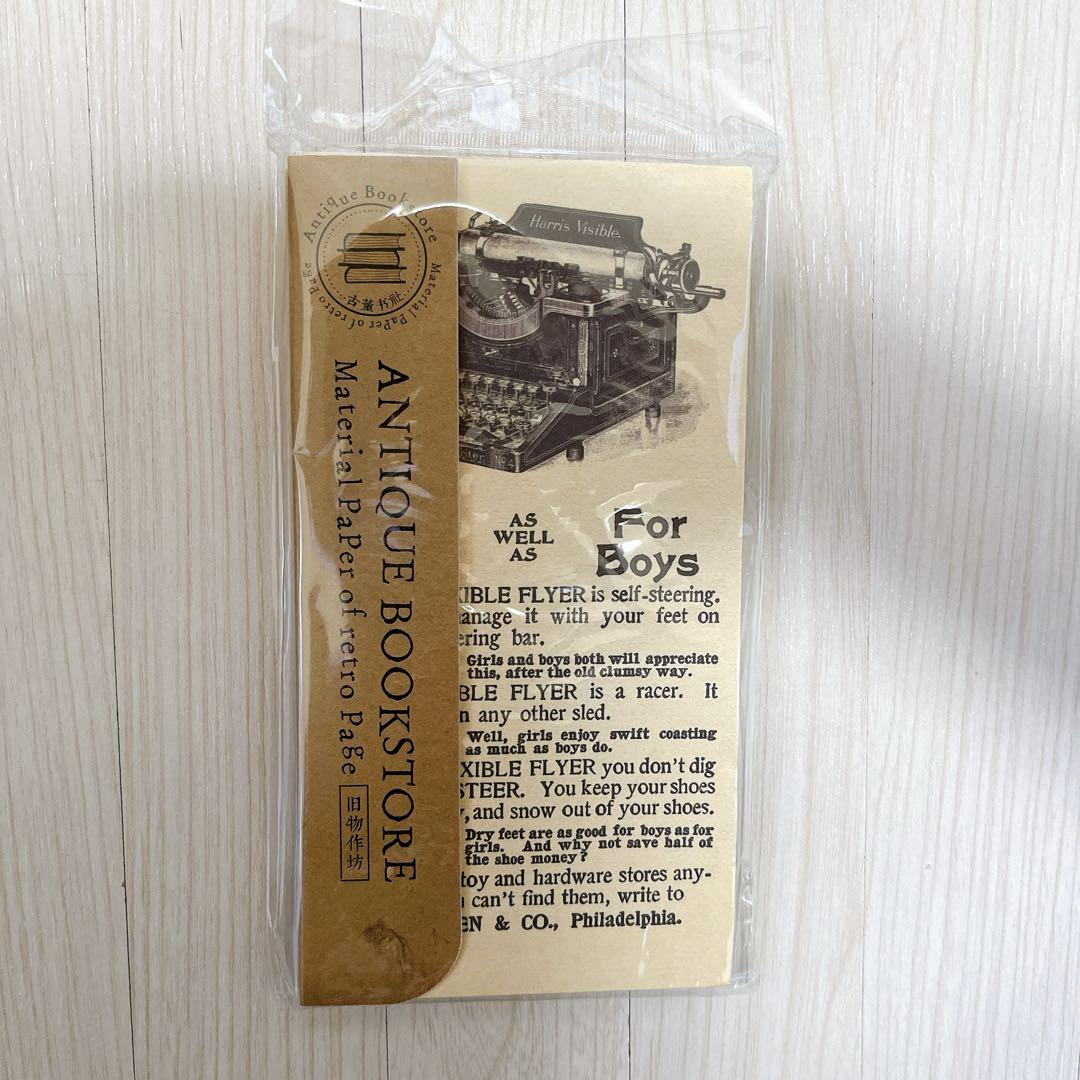 Antique Bookstore
Material PaPer of retro Page
古董书社
ANTIQUE BOOKSTORE
Material PaPer of retro Page
旧物作坊
Harris Visible.
iter No 4
AS
WELL
AS
For
Boys
XIBLE FLYER is self-steering.
anage it with your feet on
ering bar.
Girls and boys both will appreciate
this, after the old clumsy way.
BLE FLYER is a racer. It
n any other sled.
Well, girls enjoy swift coasting
as much as boys do.
XIBLE FLYER you don't dig
STEER. You keep your shoes
y, and snow out of your shoes.
Dry feet are as good for boys as for
girls. And why not save half of
the shoe money?
toy and hardware stores any-
u can't find them, write to
EN & CO., Philadelphia.